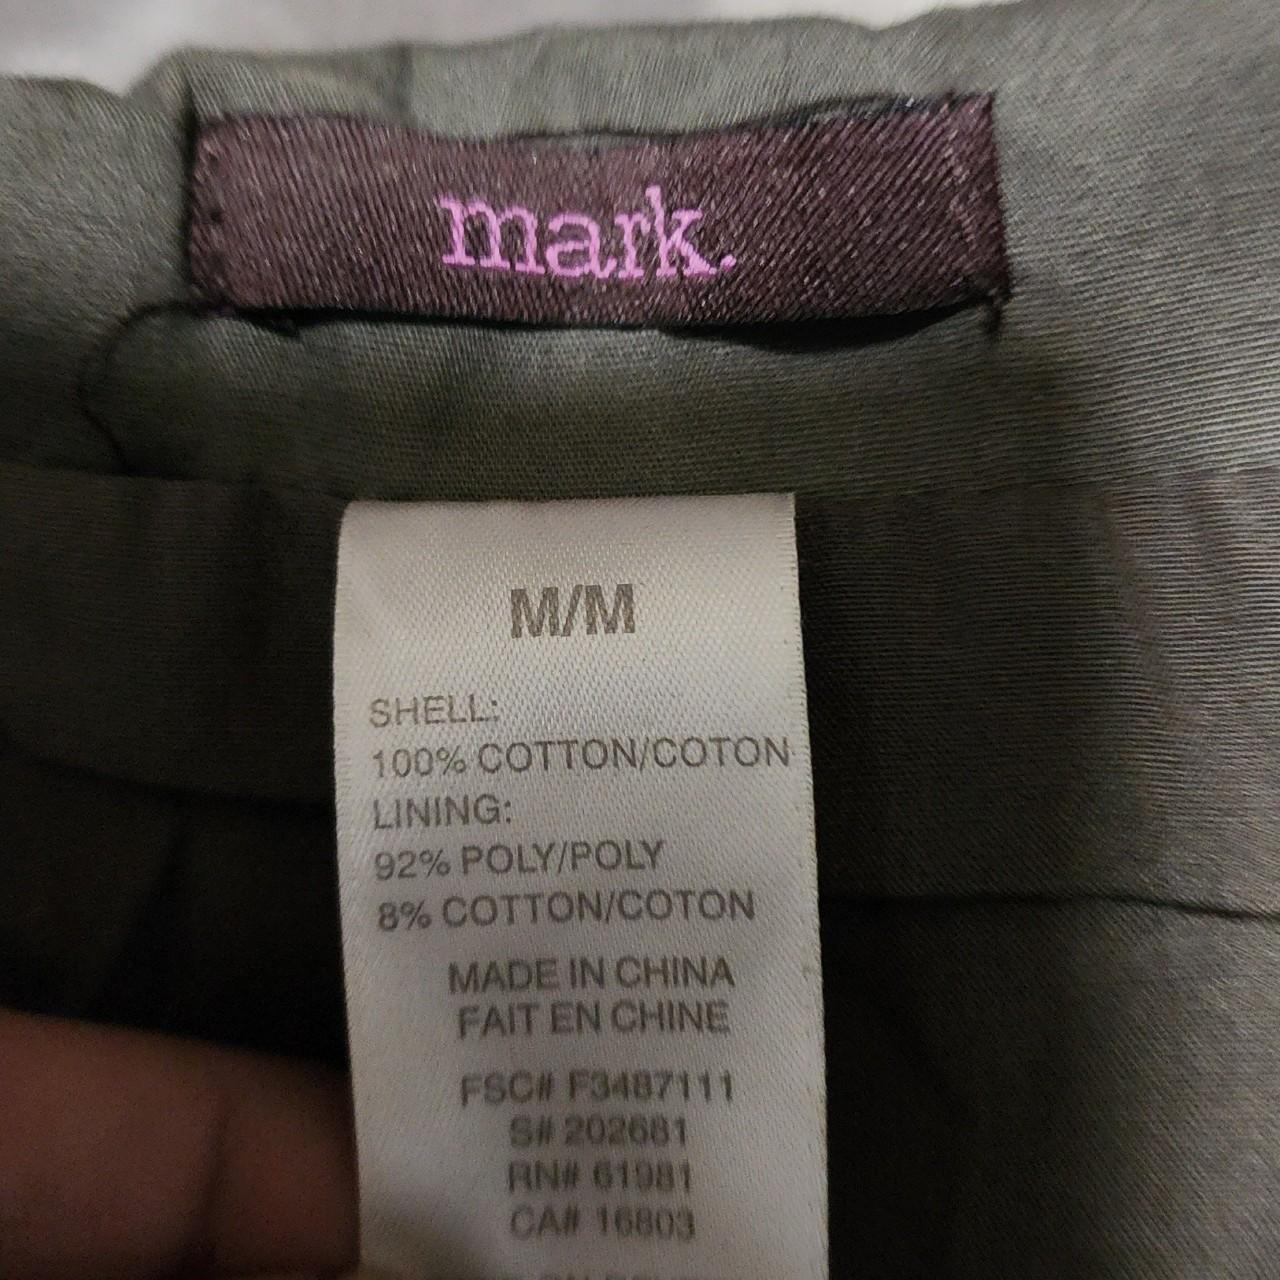 mark.
M/M
SHELL:
100% COTTON/COTON
LINING:
92% POLY/POLY
8% COTTON/COTON
MADE IN CHINA
FAIT EN CHINE
FSC# F3487111
S# 202681
RN# 61981
CA# 16803